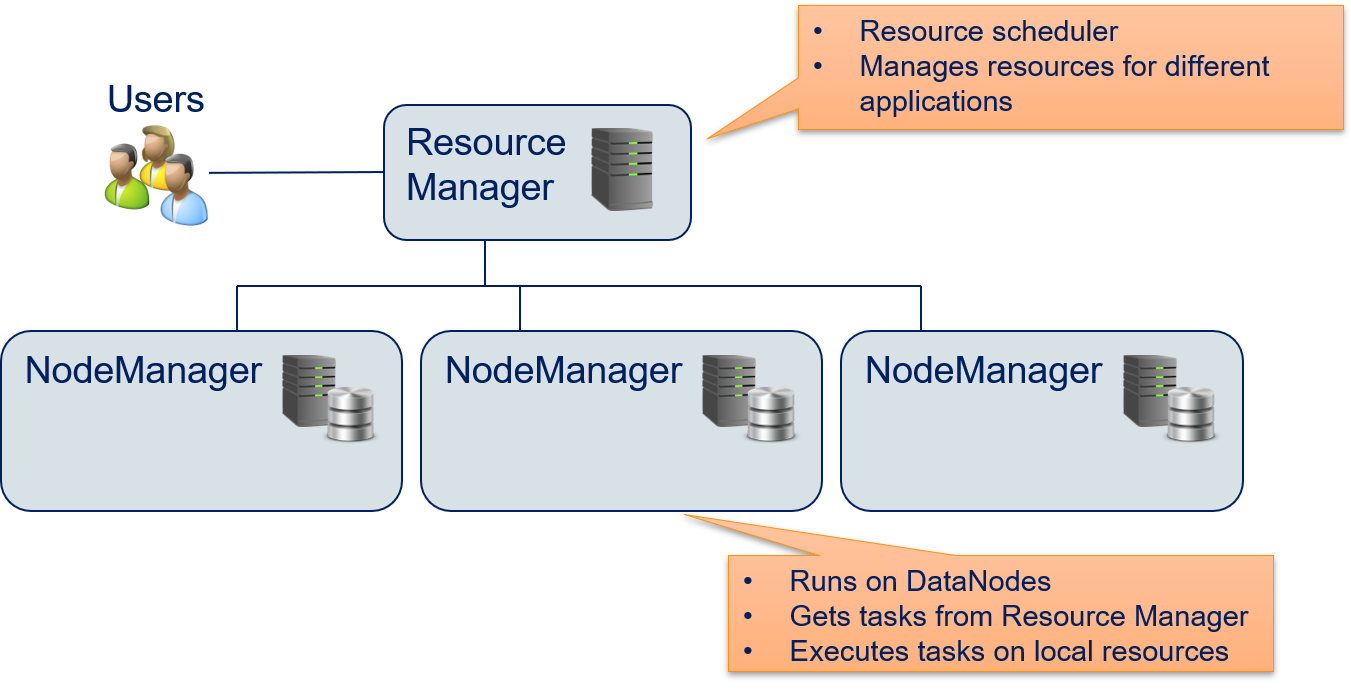 • Resource scheduler
• Manages resources for different
applications
Users
Resource
Manager
NodeManager
NodeManager
NodeManager
• Runs on DataNodes
• Gets tasks from Resource Manager
• Executes tasks on local resources